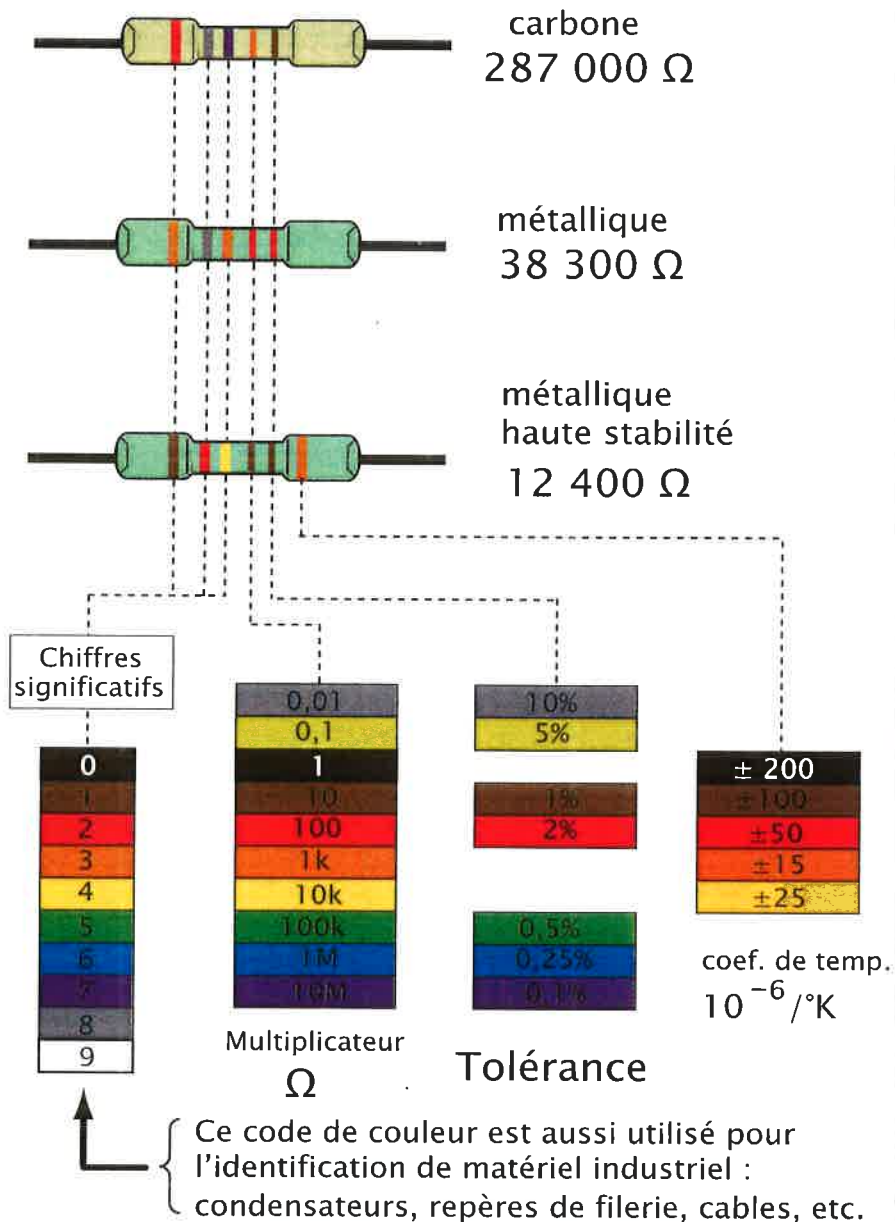 carbone
287 000 Ω
métallique
38 300 Ω
métallique
haute stabilité
12 400 Ω
Chiffres
significatifs
0
1
2
3
4
5
6
7
8
9
0,01
0,1
1
10
100
1k
10k
100k
1M
10M
Multiplicateur
Ω
10%
5%
1%
2%
0,5%
0,25%
0,1%
Tolérance
± 200
±100
±50
±15
±25
coef. de temp.
10⁻⁶/°K
Ce code de couleur est aussi utilisé pour
l'identification de matériel industriel :
condensateurs, repères de filerie, cables, etc.